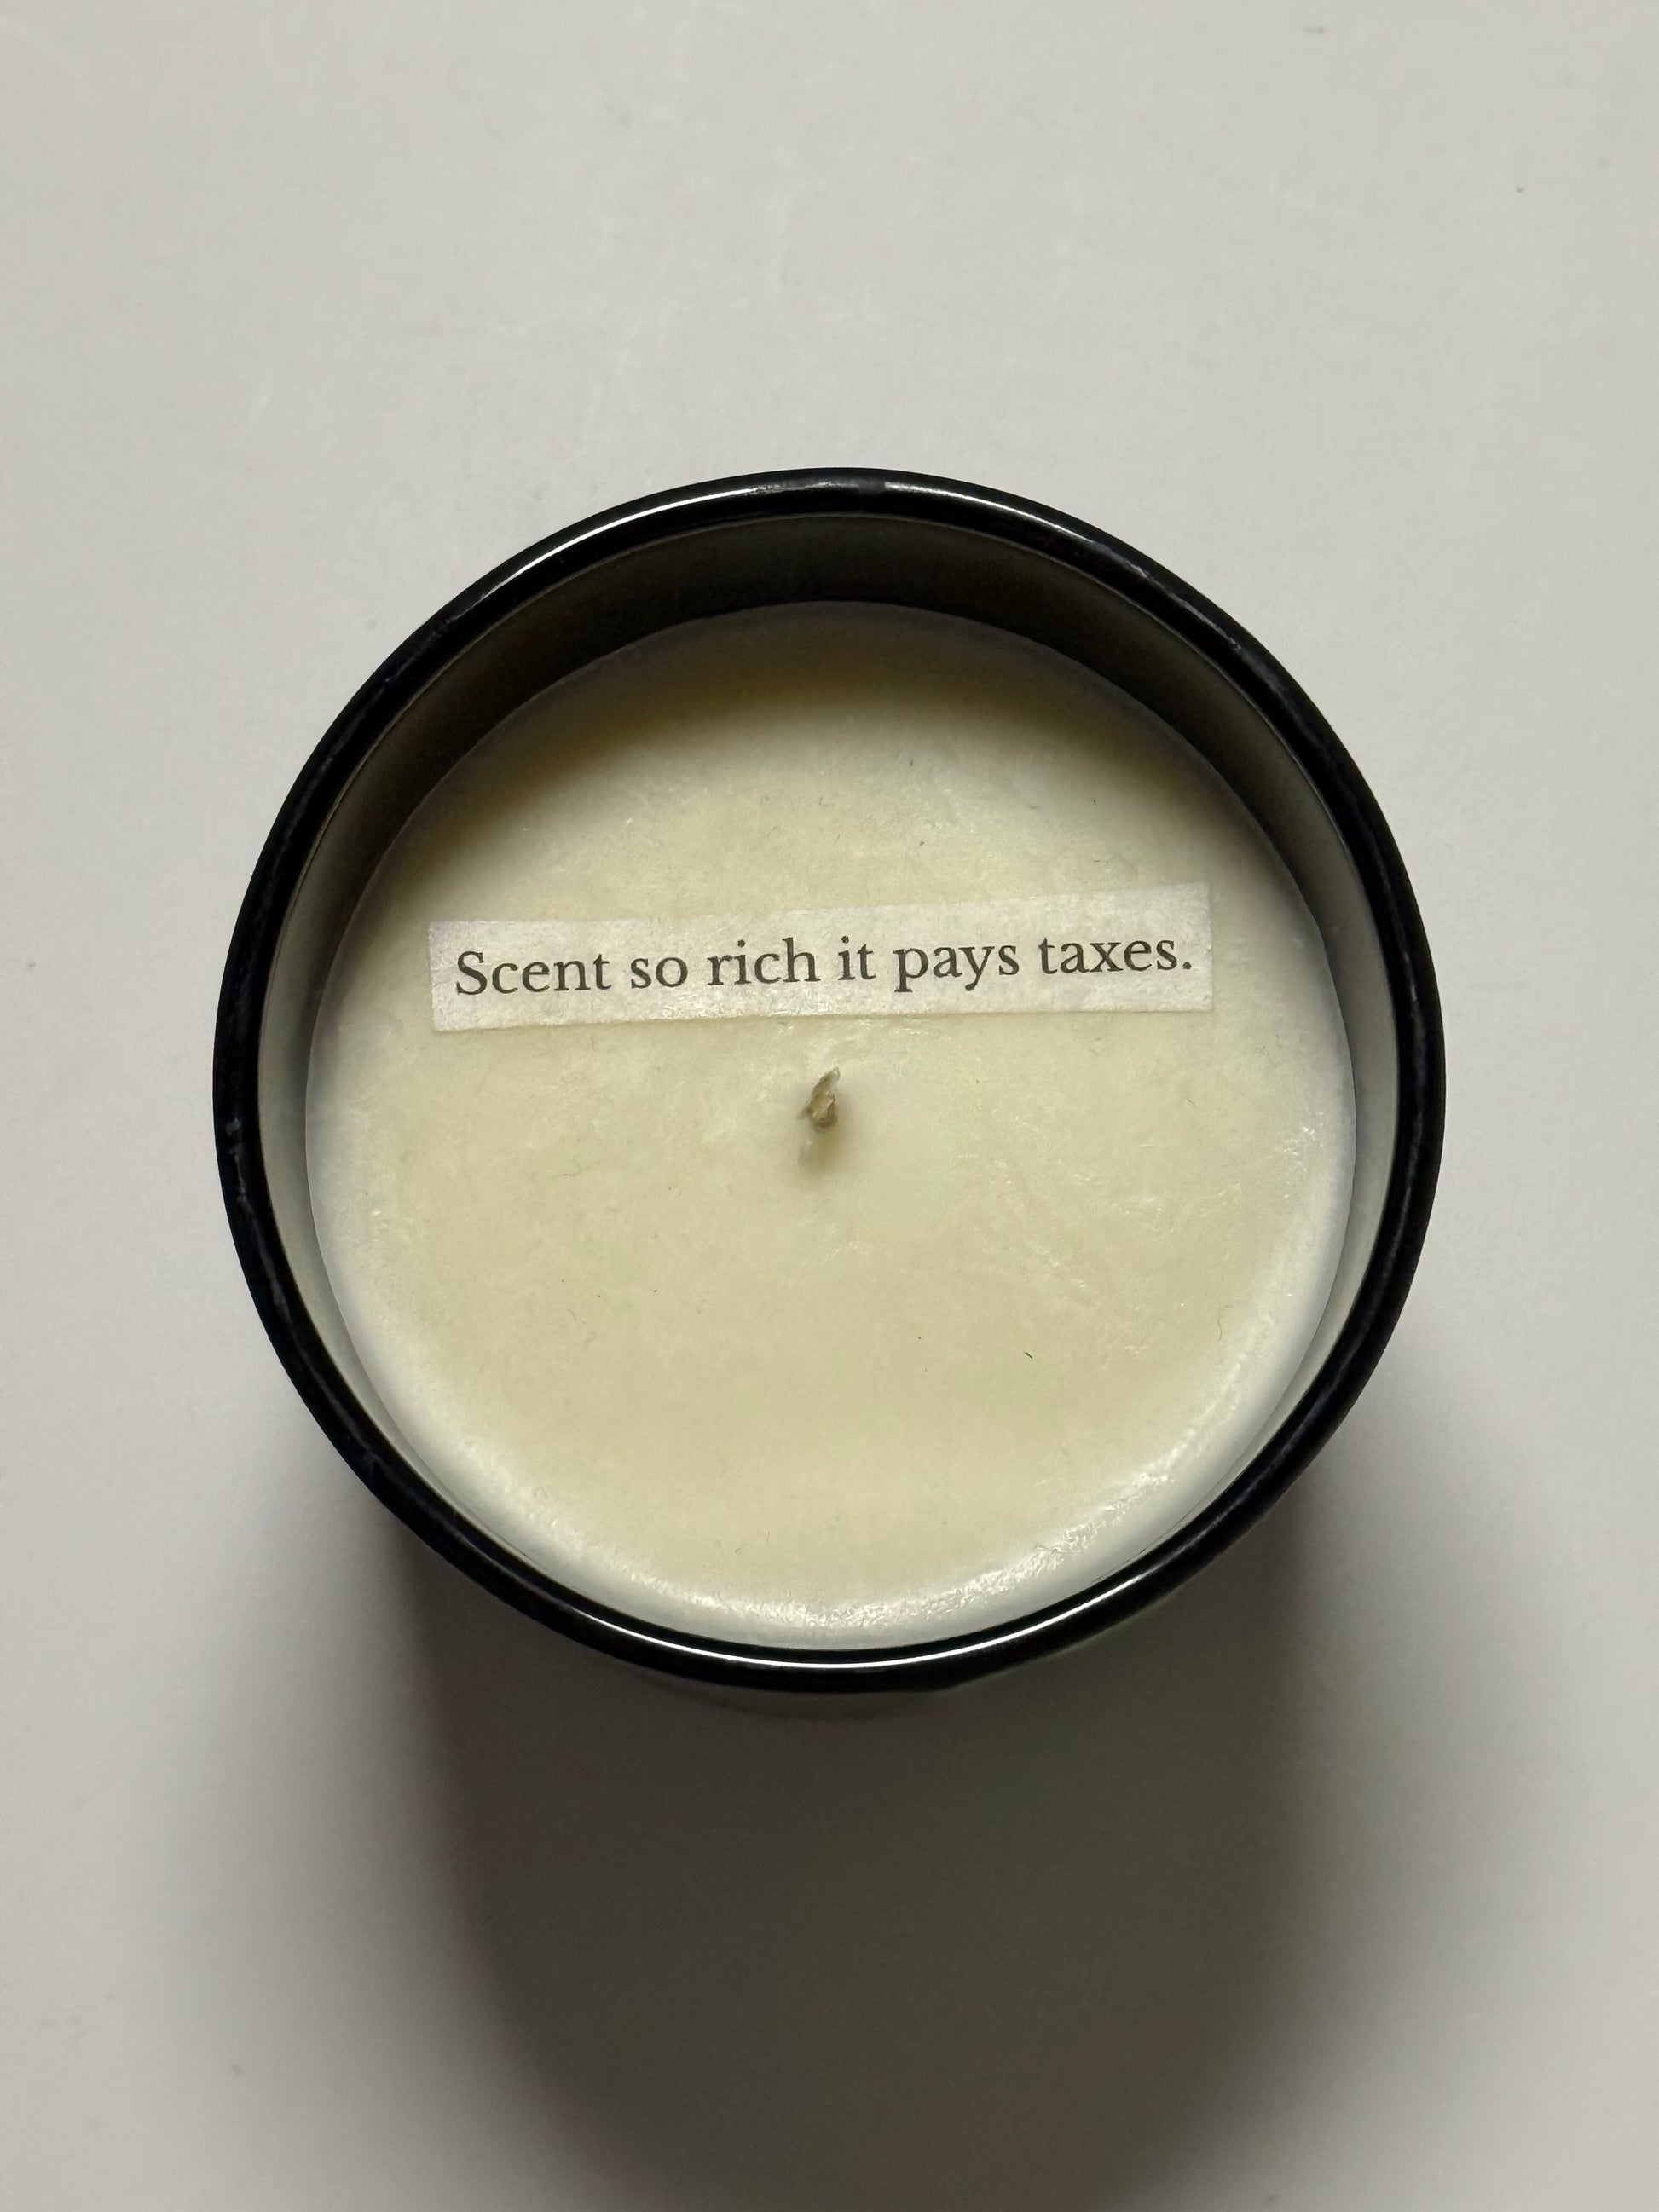 Scent so rich it pays taxes.